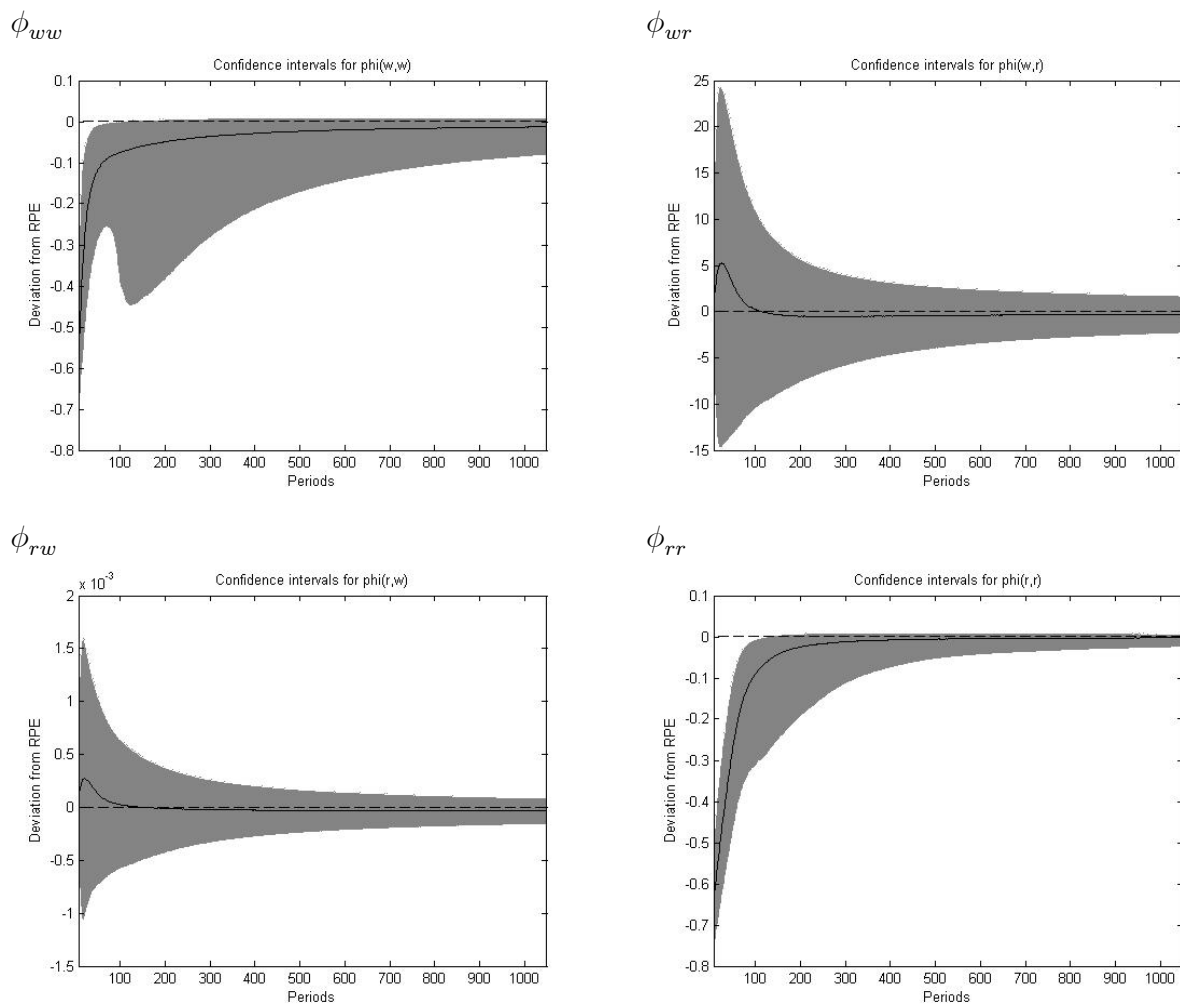 ϕww
Confidence intervals for phi(w,w)
0.1
0
-0.1
-0.2
-0.3
-0.4
-0.5
-0.6
-0.7
-0.8
Deviation from RPE
100 200 300 400 500 600 700 800 900 1000
Periods
ϕwr
Confidence intervals for phi(w,r)
25
20
15
10
5
0
-5
-10
-15
Deviation from RPE
100 200 300 400 500 600 700 800 900 1000
Periods
ϕrw
Confidence intervals for phi(r,w)
x 10-3
2
1.5
1
0.5
0
-0.5
-1
-1.5
Deviation from RPE
100 200 300 400 500 600 700 800 900 1000
Periods
ϕrr
Confidence intervals for phi(r,r)
0.1
0
-0.1
-0.2
-0.3
-0.4
-0.5
-0.6
-0.7
-0.8
Deviation from RPE
100 200 300 400 500 600 700 800 900 1000
Periods